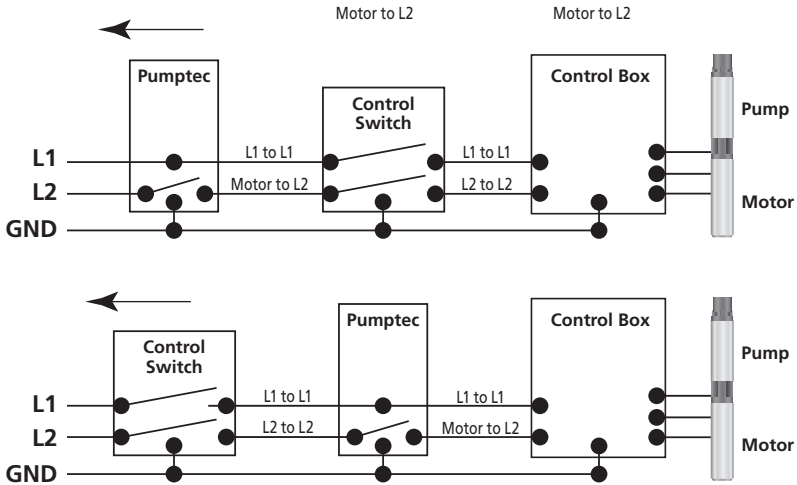 Motor to L2 Motor to L2
Pumptec
Control Box
Control
Switch
Pump
L1
L1 to L1
L1 to L1
L2
Motor to L2
L2 to L2
Motor
GND
Pumptec
Control Box
Control
Switch
Pump
L1
L1 to L1
L1 to L1
L2
L2 to L2
Motor to L2
Motor
GND